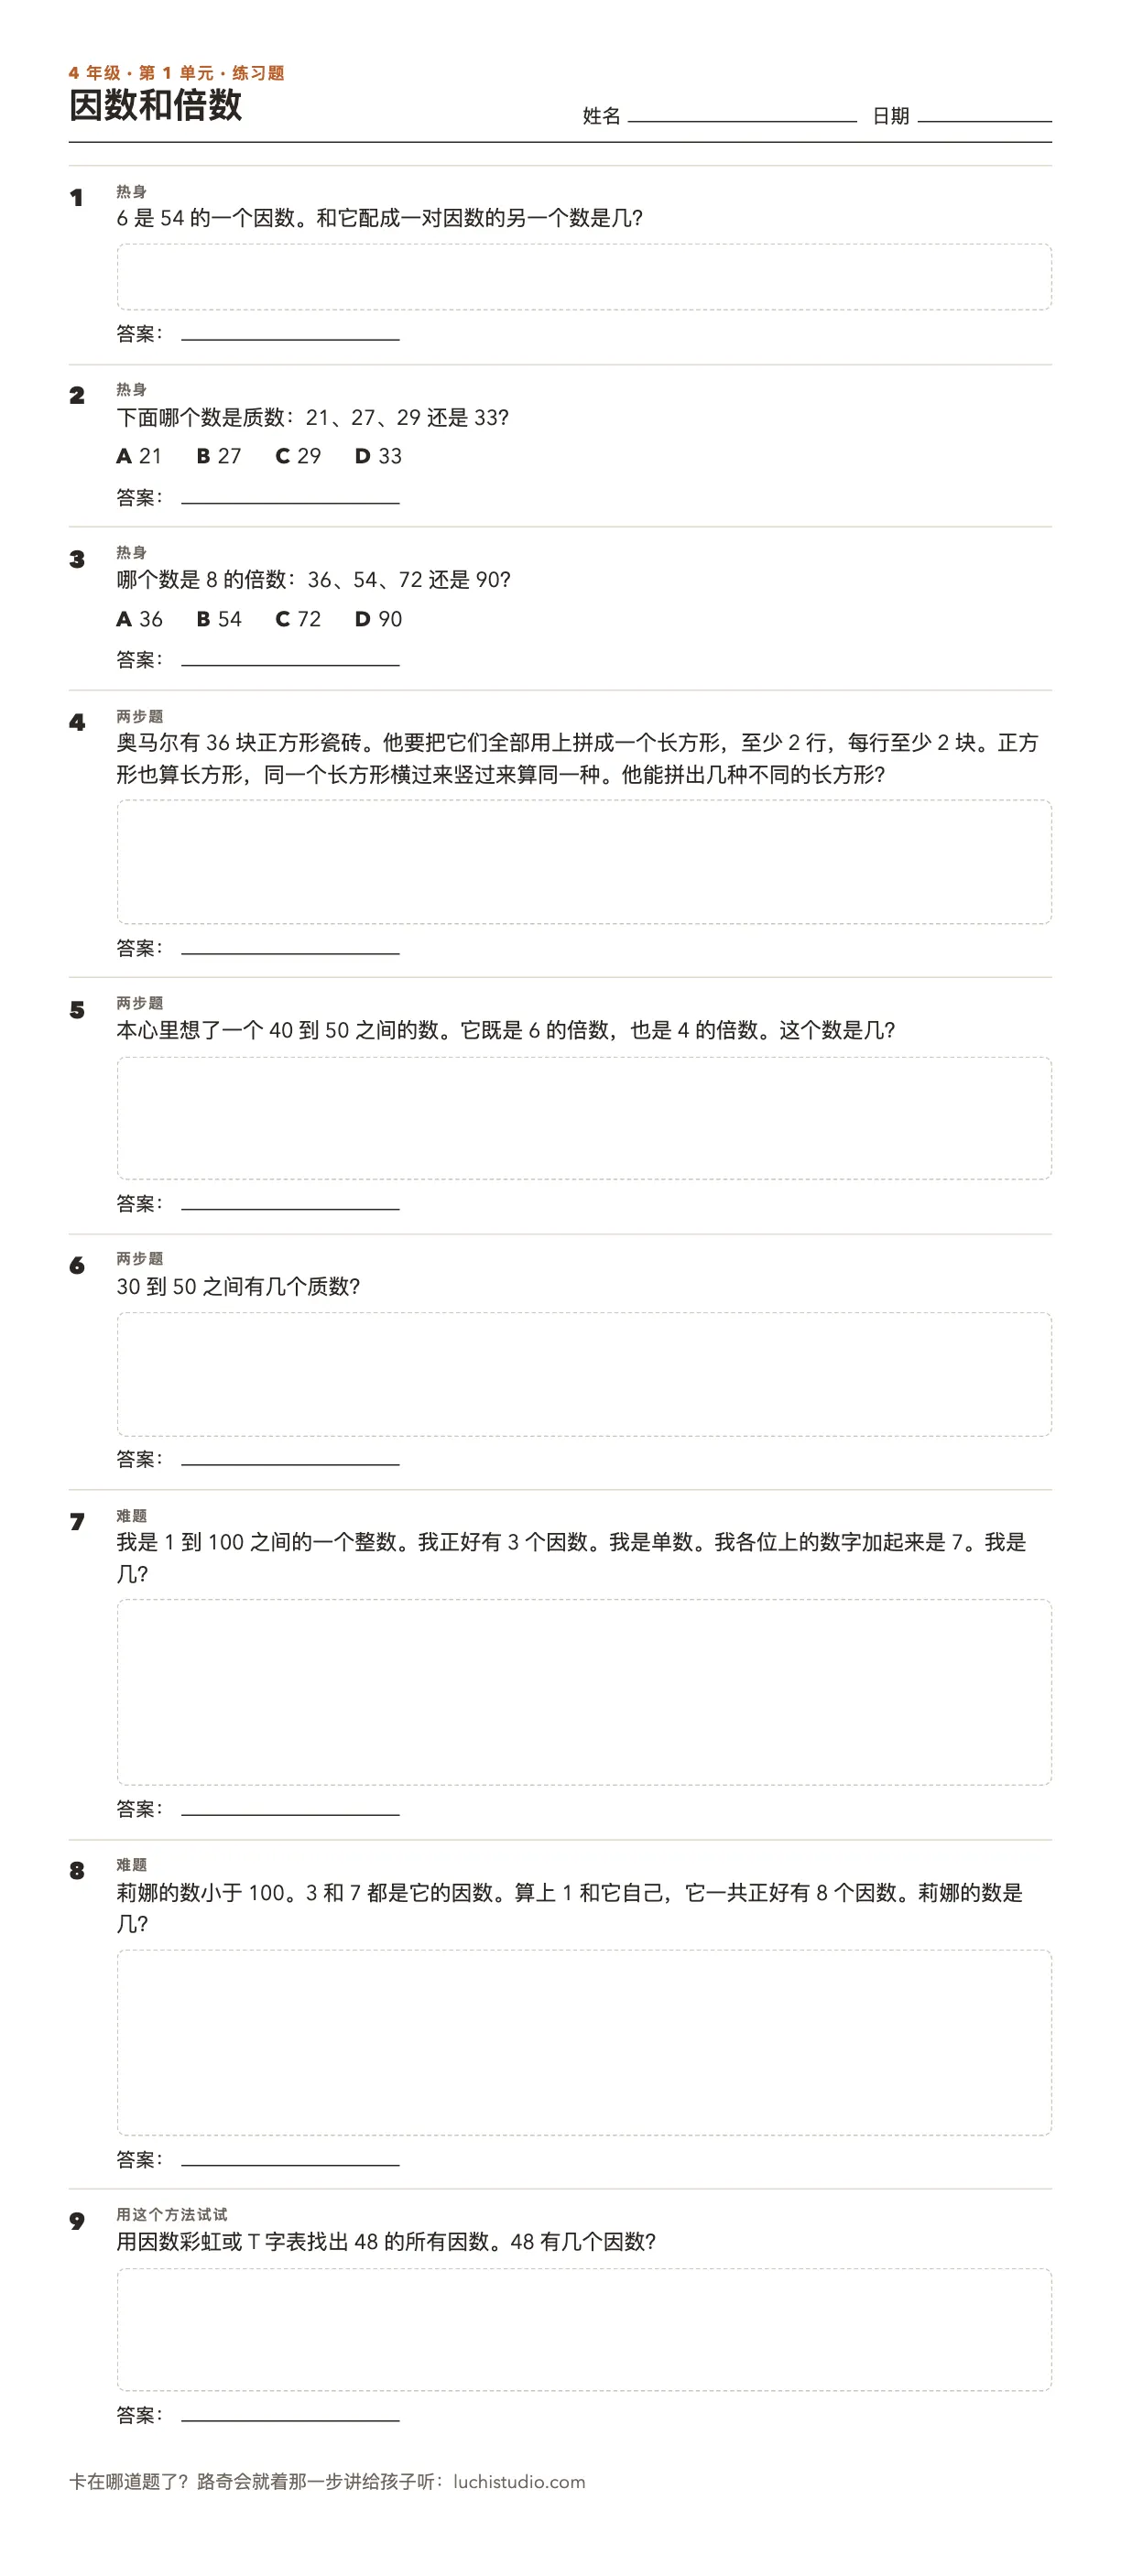 4 年级 · 第 1 单元 · 练习题
因数和倍数
姓名 日期
1
热身
6 是 54 的一个因数。和它配成一对因数的另一个数是几?
答案:
2
热身
下面哪个数是质数:21、27、29 还是 33?
A 21 B 27 C 29 D 33
答案:
3
热身
哪个数是 8 的倍数:36、54、72 还是 90?
A 36 B 54 C 72 D 90
答案:
4
两步题
奥马尔有 36 块正方形瓷砖。他要把它们全部用上拼成一个长方形,至少 2 行,每行至少 2 块。正方
形也算长方形,同一个长方形横过来竖过来算同一种。他能拼出几种不同的长方形?
答案:
5
两步题
本心里想了一个 40 到 50 之间的数。它既是 6 的倍数,也是 4 的倍数。这个数是几?
答案:
6
两步题
30 到 50 之间有几个质数?
答案:
7
难题
我是 1 到 100 之间的一个整数。我正好有 3 个因数。我是单数。我各位上的数字加起来是 7。我是
几?
答案:
8
难题
莉娜的数小于 100。3 和 7 都是它的因数。算上 1 和它自己,它一共正好有 8 个因数。莉娜的数是
几?
答案:
9
用这个方法试试
用因数彩虹或 T 字表找出 48 的所有因数。48 有几个因数?
答案:
卡在哪道题了?路奇会就着那一步讲给孩子听:luchistudio.com